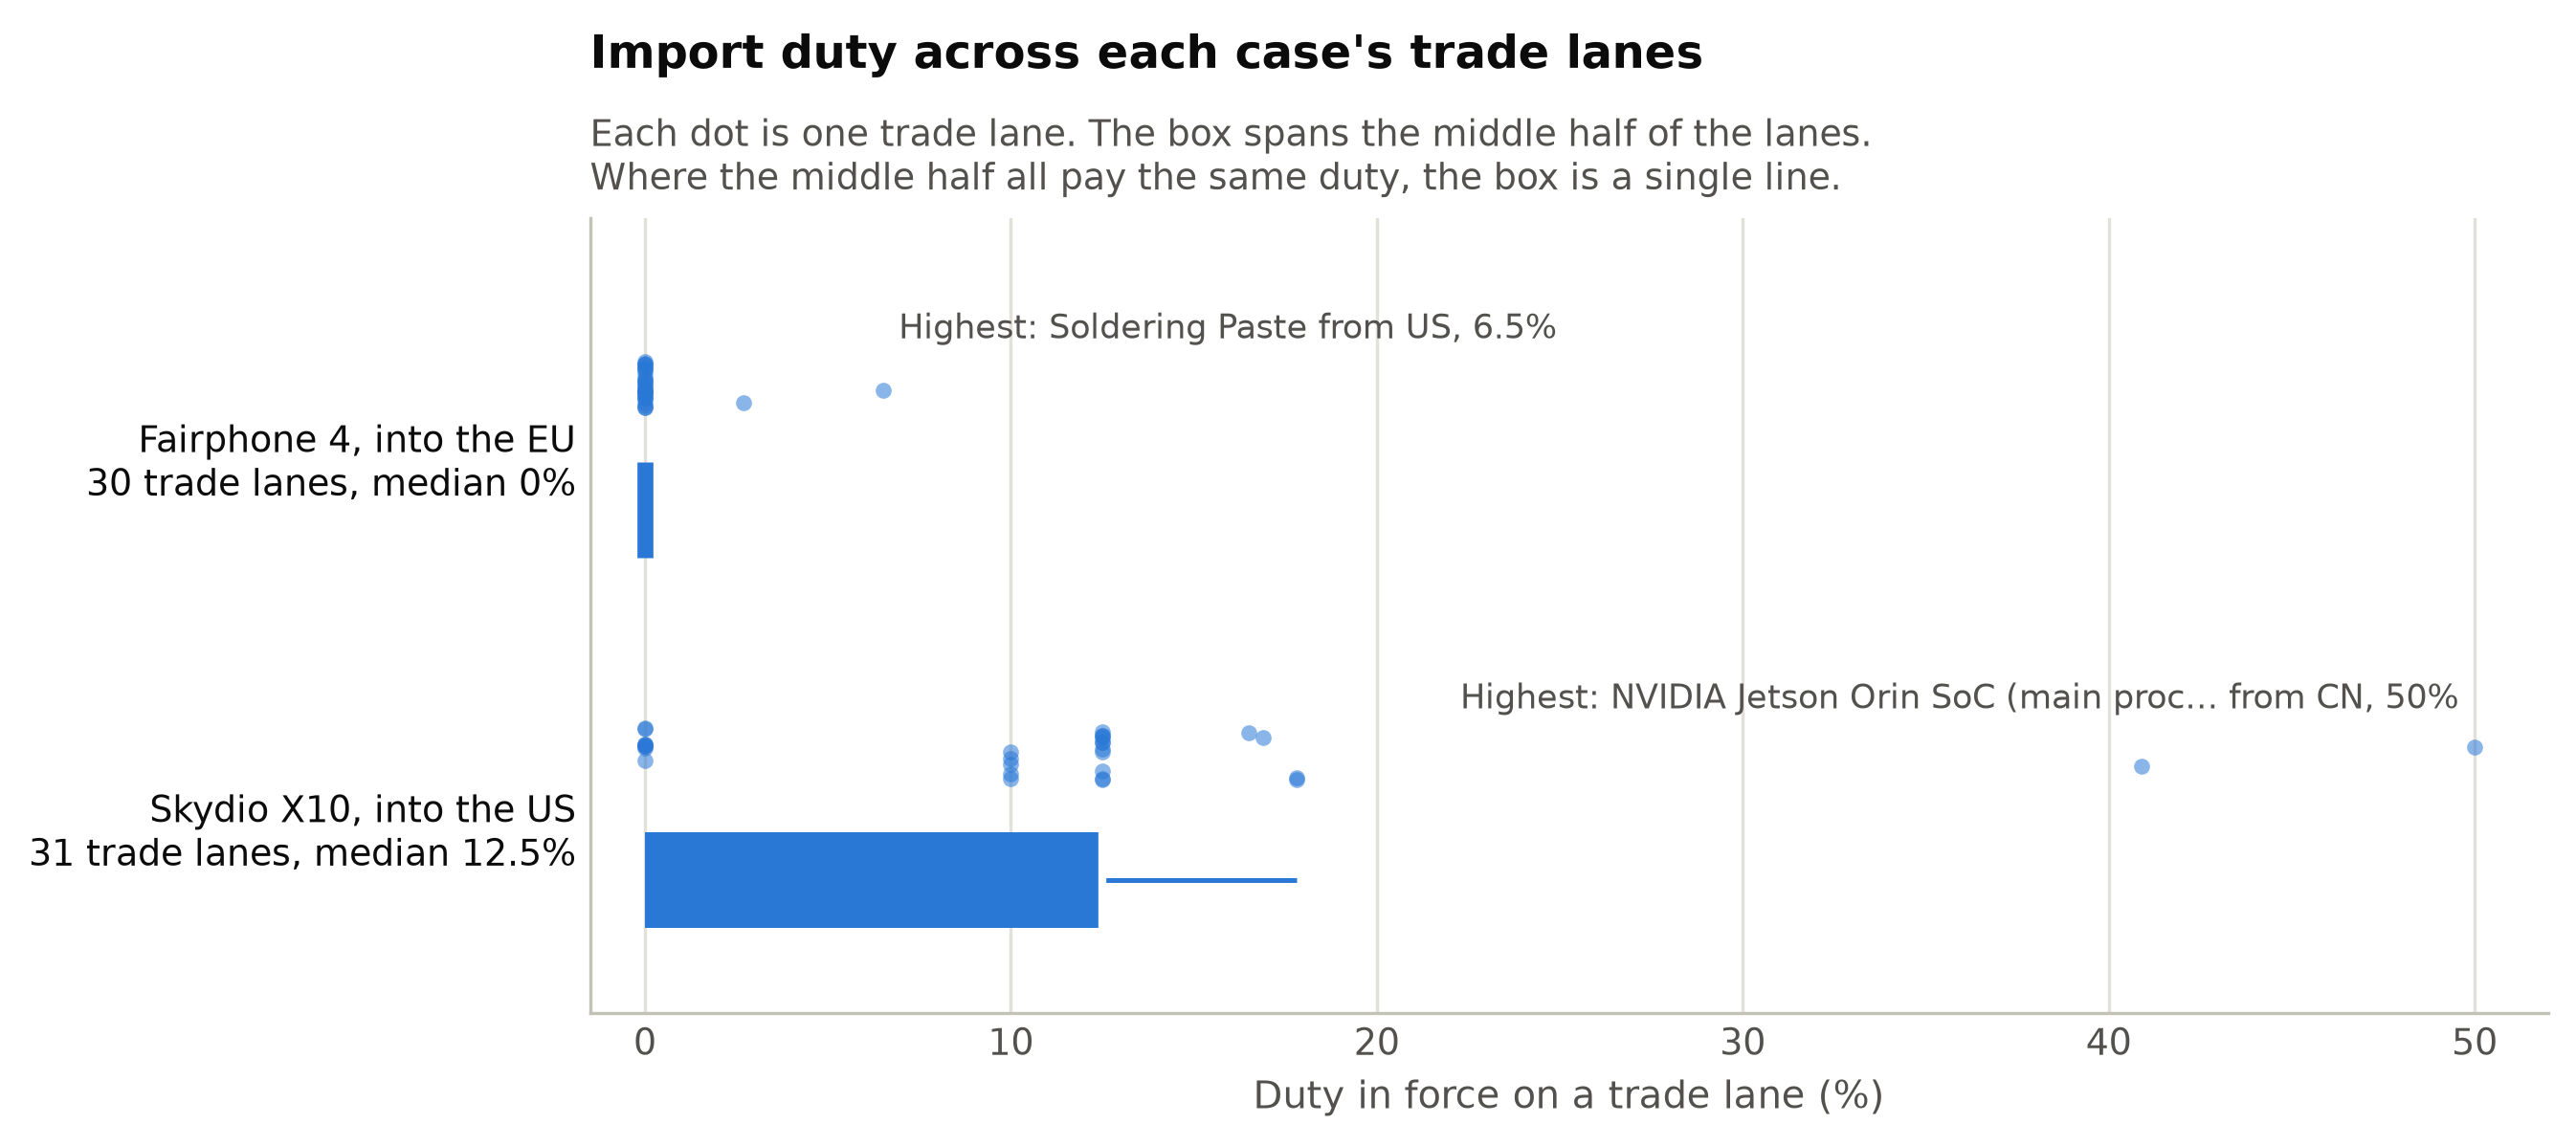 Import duty across each case's trade lanes
Each dot is one trade lane. The box spans the middle half of the lanes.
Where the middle half all pay the same duty, the box is a single line.
Highest: Soldering Paste from US, 6.5%
Fairphone 4, into the EU
30 trade lanes, median 0%
Highest: NVIDIA Jetson Orin SoC (main proc... from CN, 50%
Skydio X10, into the US
31 trade lanes, median 12.5%
0 10 20 30 40 50
Duty in force on a trade lane (%)